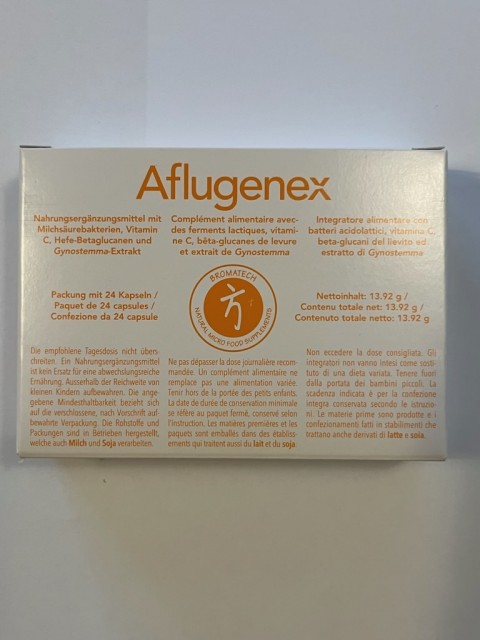 Aflugenex
Nahrungsergänzungsmittel mit
Milchsäurebakterien, Vitamin
C, Hefe-Betaglucanen und
Gynostemma-Extrakt
Complément alimentaire avec-
des ferments lactiques, vitami-
ne C, bêta-glucanes de levure
et extrait de Gynostemma
Integratore alimentare con
batteri acidolattici, vitamina C,
beta-glucani del lievito ed
estratto di Gynostemma
Packung mit 24 Kapseln /
Paquet de 24 capsules /
Confezione da 24 capsule
BROMATECH
方
NATURAL MICRO FOOD SUPPLEMENTS
Nettoinhalt: 13.92 g /
Contenu totale net: 13.92 g /
Contenuto totale netto: 13.92 g
Die empfohlene Tagesdosis nicht übers-
chreiten. Ein Nahrungsergänzungsmittel
ist kein Ersatz für eine abwechslungsreiche
Ernährung. Ausserhalb der Reichweite von
kleinen Kindern aufbewahren. Die ange-
gebene Mindesthaltbarkeit bezieht sich
auf die verschlossene, nach Vorschrift auf-
bewahrte Verpackung. Die Rohstoffe und
Packungen sind in Betrieben hergestellt,
welche auch Milch und Soja verarbeiten.
Ne pas dépasser la dose journalière recom-
mandée. Un complément alimentaire ne
remplace pas une alimentation variée.
Tenir hors de la portée des petits enfants.
La date de durée de conservation minimale
se réfère au paquet fermé, conservé selon
l'instruction. Les matières premières et les
paquets sont emballés dans des établiss-
ements qui traitent aussi du lait et du soja
Non eccedere la dose consigliata. Gli
integratori non vanno intesi come sosti-
tuto di una dieta variata. Tenere fuori
dalla portata dei bambini piccoli. La
scadenza indicata è per la confezione
integra conservata secondo le istruzio-
ni. Le materie prime sono prodotte e i
confezionamenti fatti in stabilimenti che
trattano anche derivati di latte e soia.